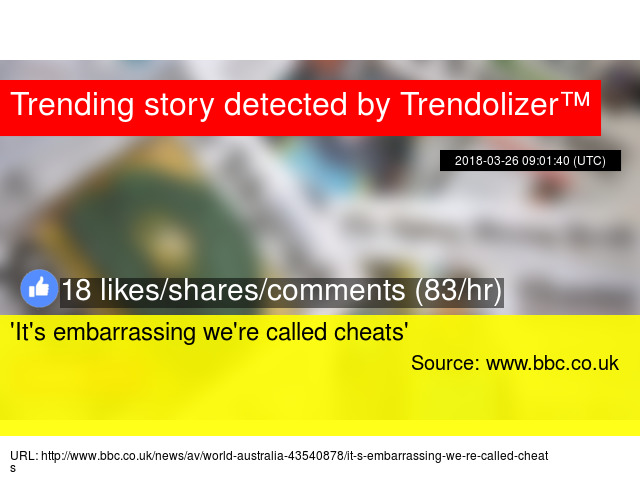 Trending story detected by Trendolizer™
2018-03-26 09:01:40 (UTC)
18 likes/shares/comments (83/hr)
'It's embarrassing we're called cheats'
Source: www.bbc.co.uk
URL: http://www.bbc.co.uk/news/av/world-australia-43540878/it-s-embarrassing-we-re-called-cheat
s